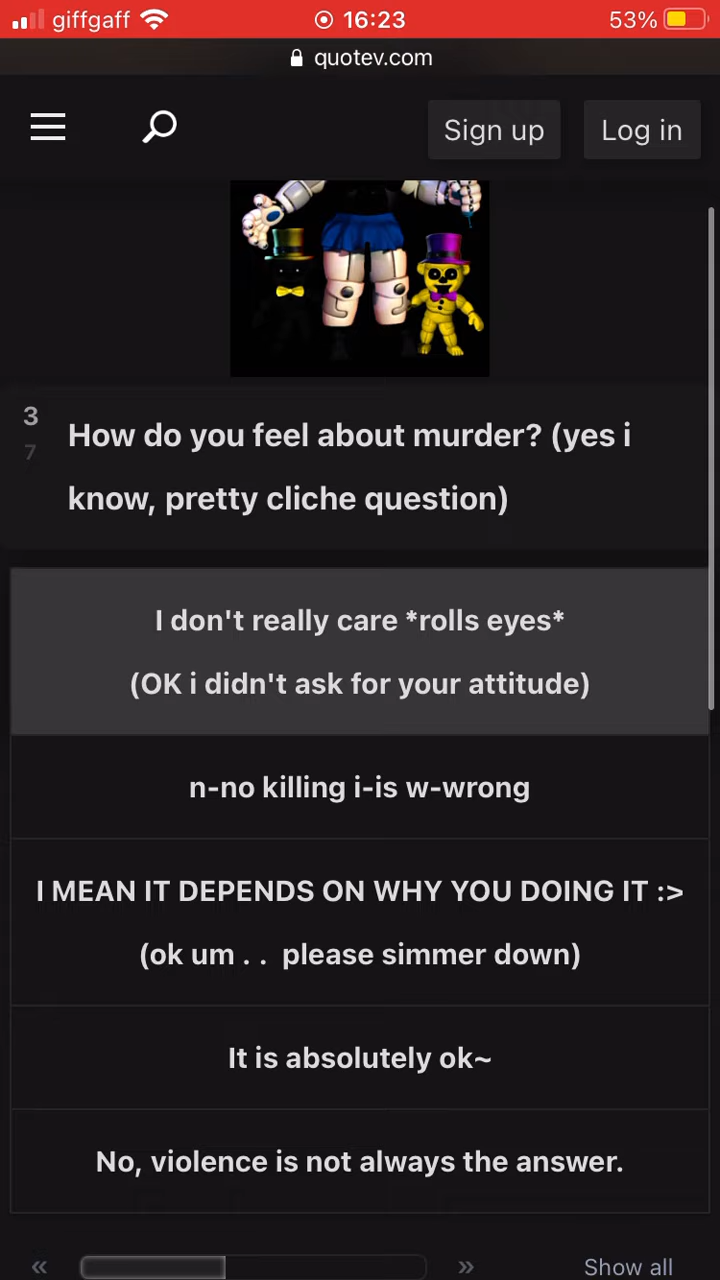 giffgaff 16:23 53%
quotev.com
Sign up Log in
3
7
How do you feel about murder? (yes i
know, pretty cliche question)
I don't really care *rolls eyes*
(OK i didn't ask for your attitude)
n-no killing i-is w-wrong
I MEAN IT DEPENDS ON WHY YOU DOING IT :>
(ok um . .  please simmer down)
It is absolutely ok~
No, violence is not always the answer.
« » Show all